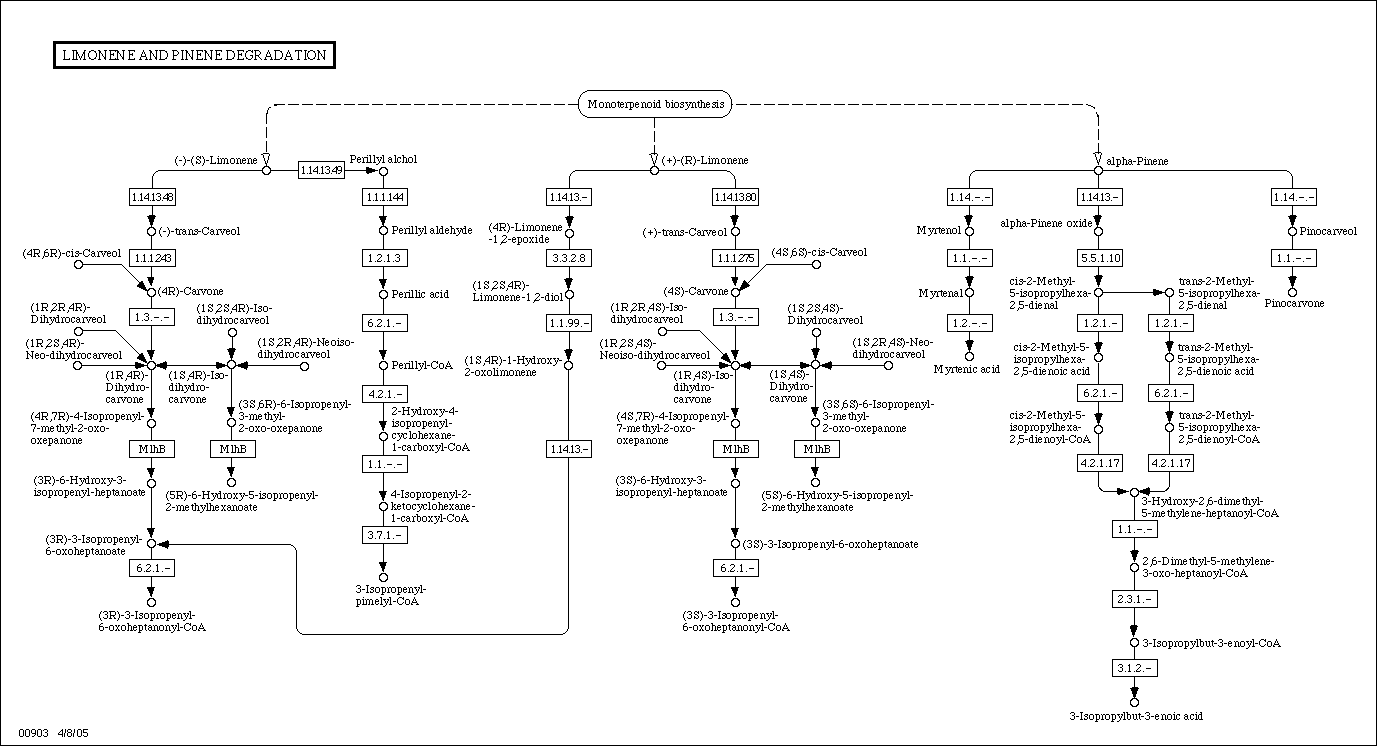 LIMONENE AND PINENE DEGRADATION
Monoterpenoid biosynthesis
(-)-(S)-Limonene
1.14.13.49
Perillyl alchol
(+)-(R)-Limonene
alpha-Pinene
1.14.13.48
1.1.1.144
1.14.13.-
1.14.13.80
1.14.-.-
1.14.13.-
1.14.-.-
(-)-trans-Carveol
Perillyl aldehyde
(4R)-Limonene
-1,2-epoxide
(+)-trans-Carveol
Myrtenol
alpha-Pinene oxide
Pinocarveol
(4R,6R)-cis-Carveol
1.1.1.243
1.2.1.3
3.3.2.8
1.1.1.275
(4S,6S)-cis-Carveol
1.1.-.-
5.5.1.10
1.1.-.-
(4R)-Carvone
Perillic acid
(1S,2S,4R)-
Limonene-1,2-diol
(4S)-Carvone
Myrtenal
cis-2-Methyl-
5-isopropylhexa-
2,5-dienal
trans-2-Methyl-
5-isopropylhexa-
2,5-dienal
Pinocarvone
(1R,2R,4R)-
Dihydrocarveol
1.3.-.-
(1S,2S,4R)-Iso-
dihydrocarveol
6.2.1.-
1.1.99.-
(1R,2R,4S)-Iso-
dihydrocarveol
1.3.-.-
(1S,2S,4S)-
Dihydrocarveol
1.2.-.-
1.2.1.-
1.2.1.-
(1R,2S,4R)-
Neo-dihydrocarveol
(1S,2R,4R)-Neoiso-
dihydrocarveol
Perillyl-CoA
(1S,4R)-1-Hydroxy-
2-oxolimonene
(1R,2S,4S)-
Neoiso-dihydrocarveol
(1S,2R,4S)-Neo-
dihydrocarveol
Myrtenic acid
cis-2-Methyl-5-
isopropylhexa-
2,5-dienoic acid
trans-2-Methyl-
5-isopropylhexa-
2,5-dienoic acid
(1R,4R)-
Dihydro-
carvone
(1S,4R)-Iso-
dihydro-
carvone
4.2.1.-
(1R,4S)-Iso-
dihydro-
carvone
(1S,4S)-
Dihydro-
carvone
6.2.1.-
6.2.1.-
(4R,7R)-4-Isopropenyl-
7-methyl-2-oxo-
oxepanone
(3S,6R)-6-Isopropenyl-
3-methyl-
2-oxo-oxepanone
2-Hydroxy-4-
isopropenyl-
cyclohexane-
1-carboxyl-CoA
(4S,7R)-4-Isopropenyl-
7-methyl-2-oxo-
oxepanone
(3S,6S)-6-Isopropenyl-
3-methyl-
2-oxo-oxepanone
cis-2-Methyl-5-
isopropylhexa-
2,5-dienoyl-CoA
trans-2-Methyl-
5-isopropylhexa-
2,5-dienoyl-CoA
MlhB
MlhB
1.1.-.-
1.14.13.-
MlhB
MlhB
4.2.1.17
4.2.1.17
(3R)-6-Hydroxy-3-
isopropenyl-heptanoate
(5R)-6-Hydroxy-5-isopropenyl-
2-methylhexanoate
4-Isopropenyl-2-
ketocyclohexane-
1-carboxyl-CoA
(3S)-6-Hydroxy-3-
isopropenyl-heptanoate
(5S)-6-Hydroxy-5-isopropenyl-
2-methylhexanoate
3-Hydroxy-2,6-dimethyl-
5-methylene-heptanoyl-CoA
3.7.1.-
1.1.-.-
(3R)-3-Isopropenyl-
6-oxoheptanoate
(3S)-3-Isopropenyl-6-oxoheptanoate
2,6-Dimethyl-5-methylene-
3-oxo-heptanoyl-CoA
6.2.1.-
3-Isopropenyl-
pimelyl-CoA
6.2.1.-
2.3.1.-
(3R)-3-Isopropenyl-
6-oxoheptanonyl-CoA
(3S)-3-Isopropenyl-
6-oxoheptanonyl-CoA
3-Isopropylbut-3-enoyl-CoA
3.1.2.-
3-Isopropylbut-3-enoic acid
00903 4/8/05